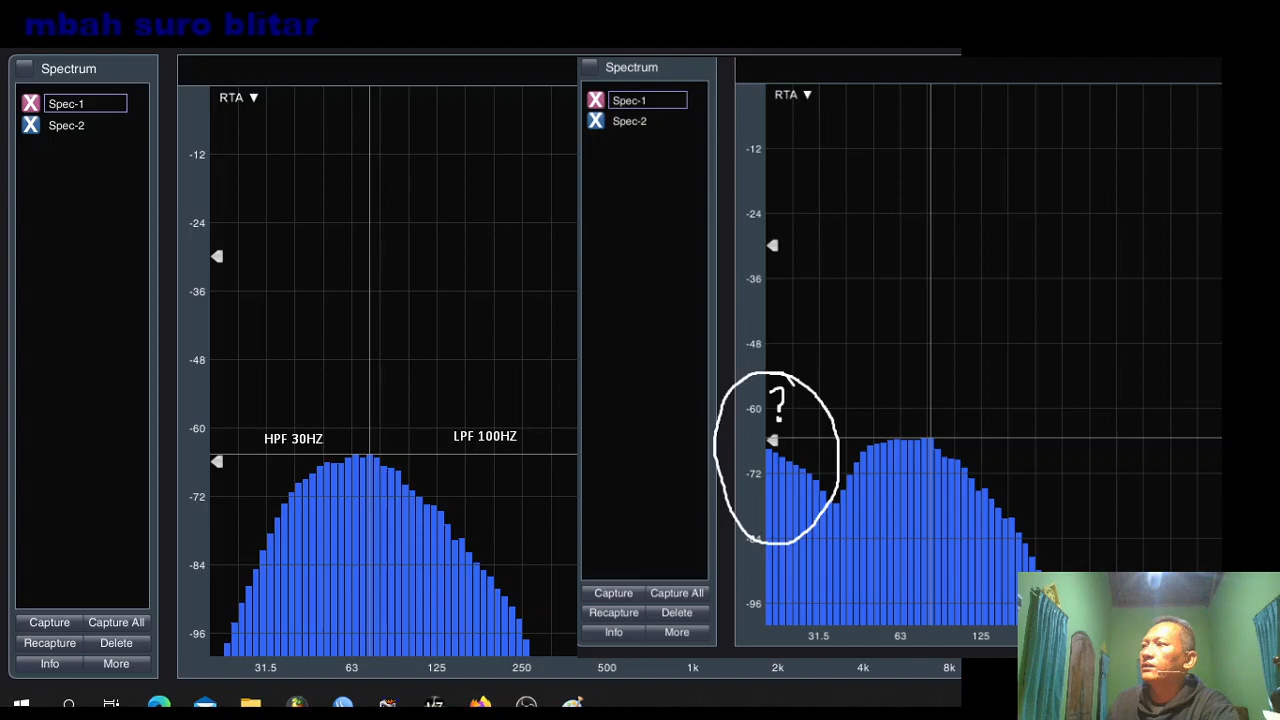 mbah suro blitar
Spectrum
Spec-1
Spec-2
RTA ▼
-12
-24
-36
-48
-60
-72
-84
-96
HPF 30HZ
LPF 100HZ
31.5 63 125 250 500 1k 2k 4k 8k
Capture Capture All
Recapture Delete
Info More
Spectrum
Spec-1
Spec-2
RTA ▼
-12
-24
-36
-48
-60
-72
-84
-96
?
31.5 63 125
Capture Capture All
Recapture Delete
Info More